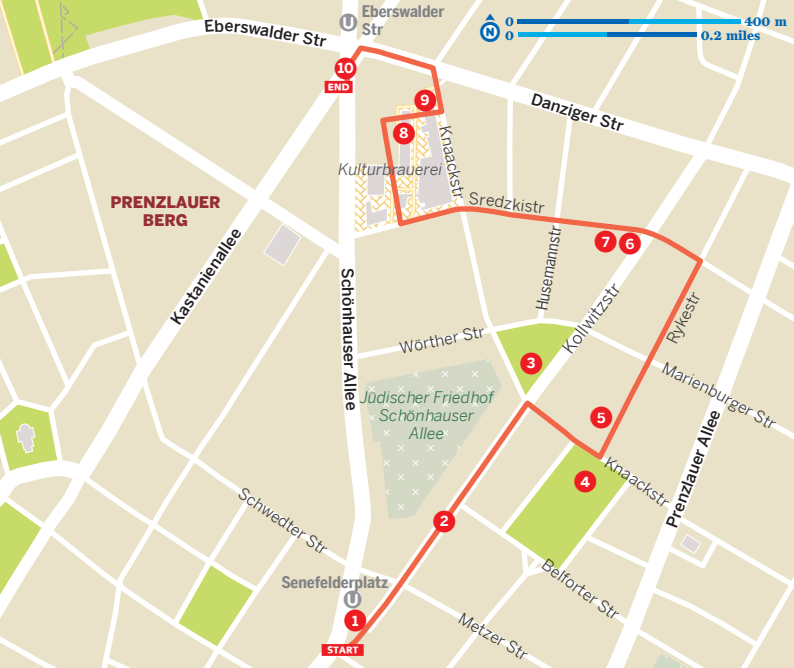 Eberswalder
Str
U
0 400 m
N
0 0.2 miles
Eberswalder Str
10
END
9
Danziger Str
8
Knaackstr
Kulturbrauerei
PRENZLAUER
BERG
Sredzkistr
Kastanienallee
7
6
Husemannstr
Schönhauser Allee
Kollwitzstr
Rykestr
Wörther Str
3
Marienburger Str
Jüdischer Friedhof
Schönhauser
Allee
5
Prenzlauer Allee
Knaackstr
4
Schwedter Str
2
Senefelderplatz
U
Belforter Str
1
START
Metzer Str